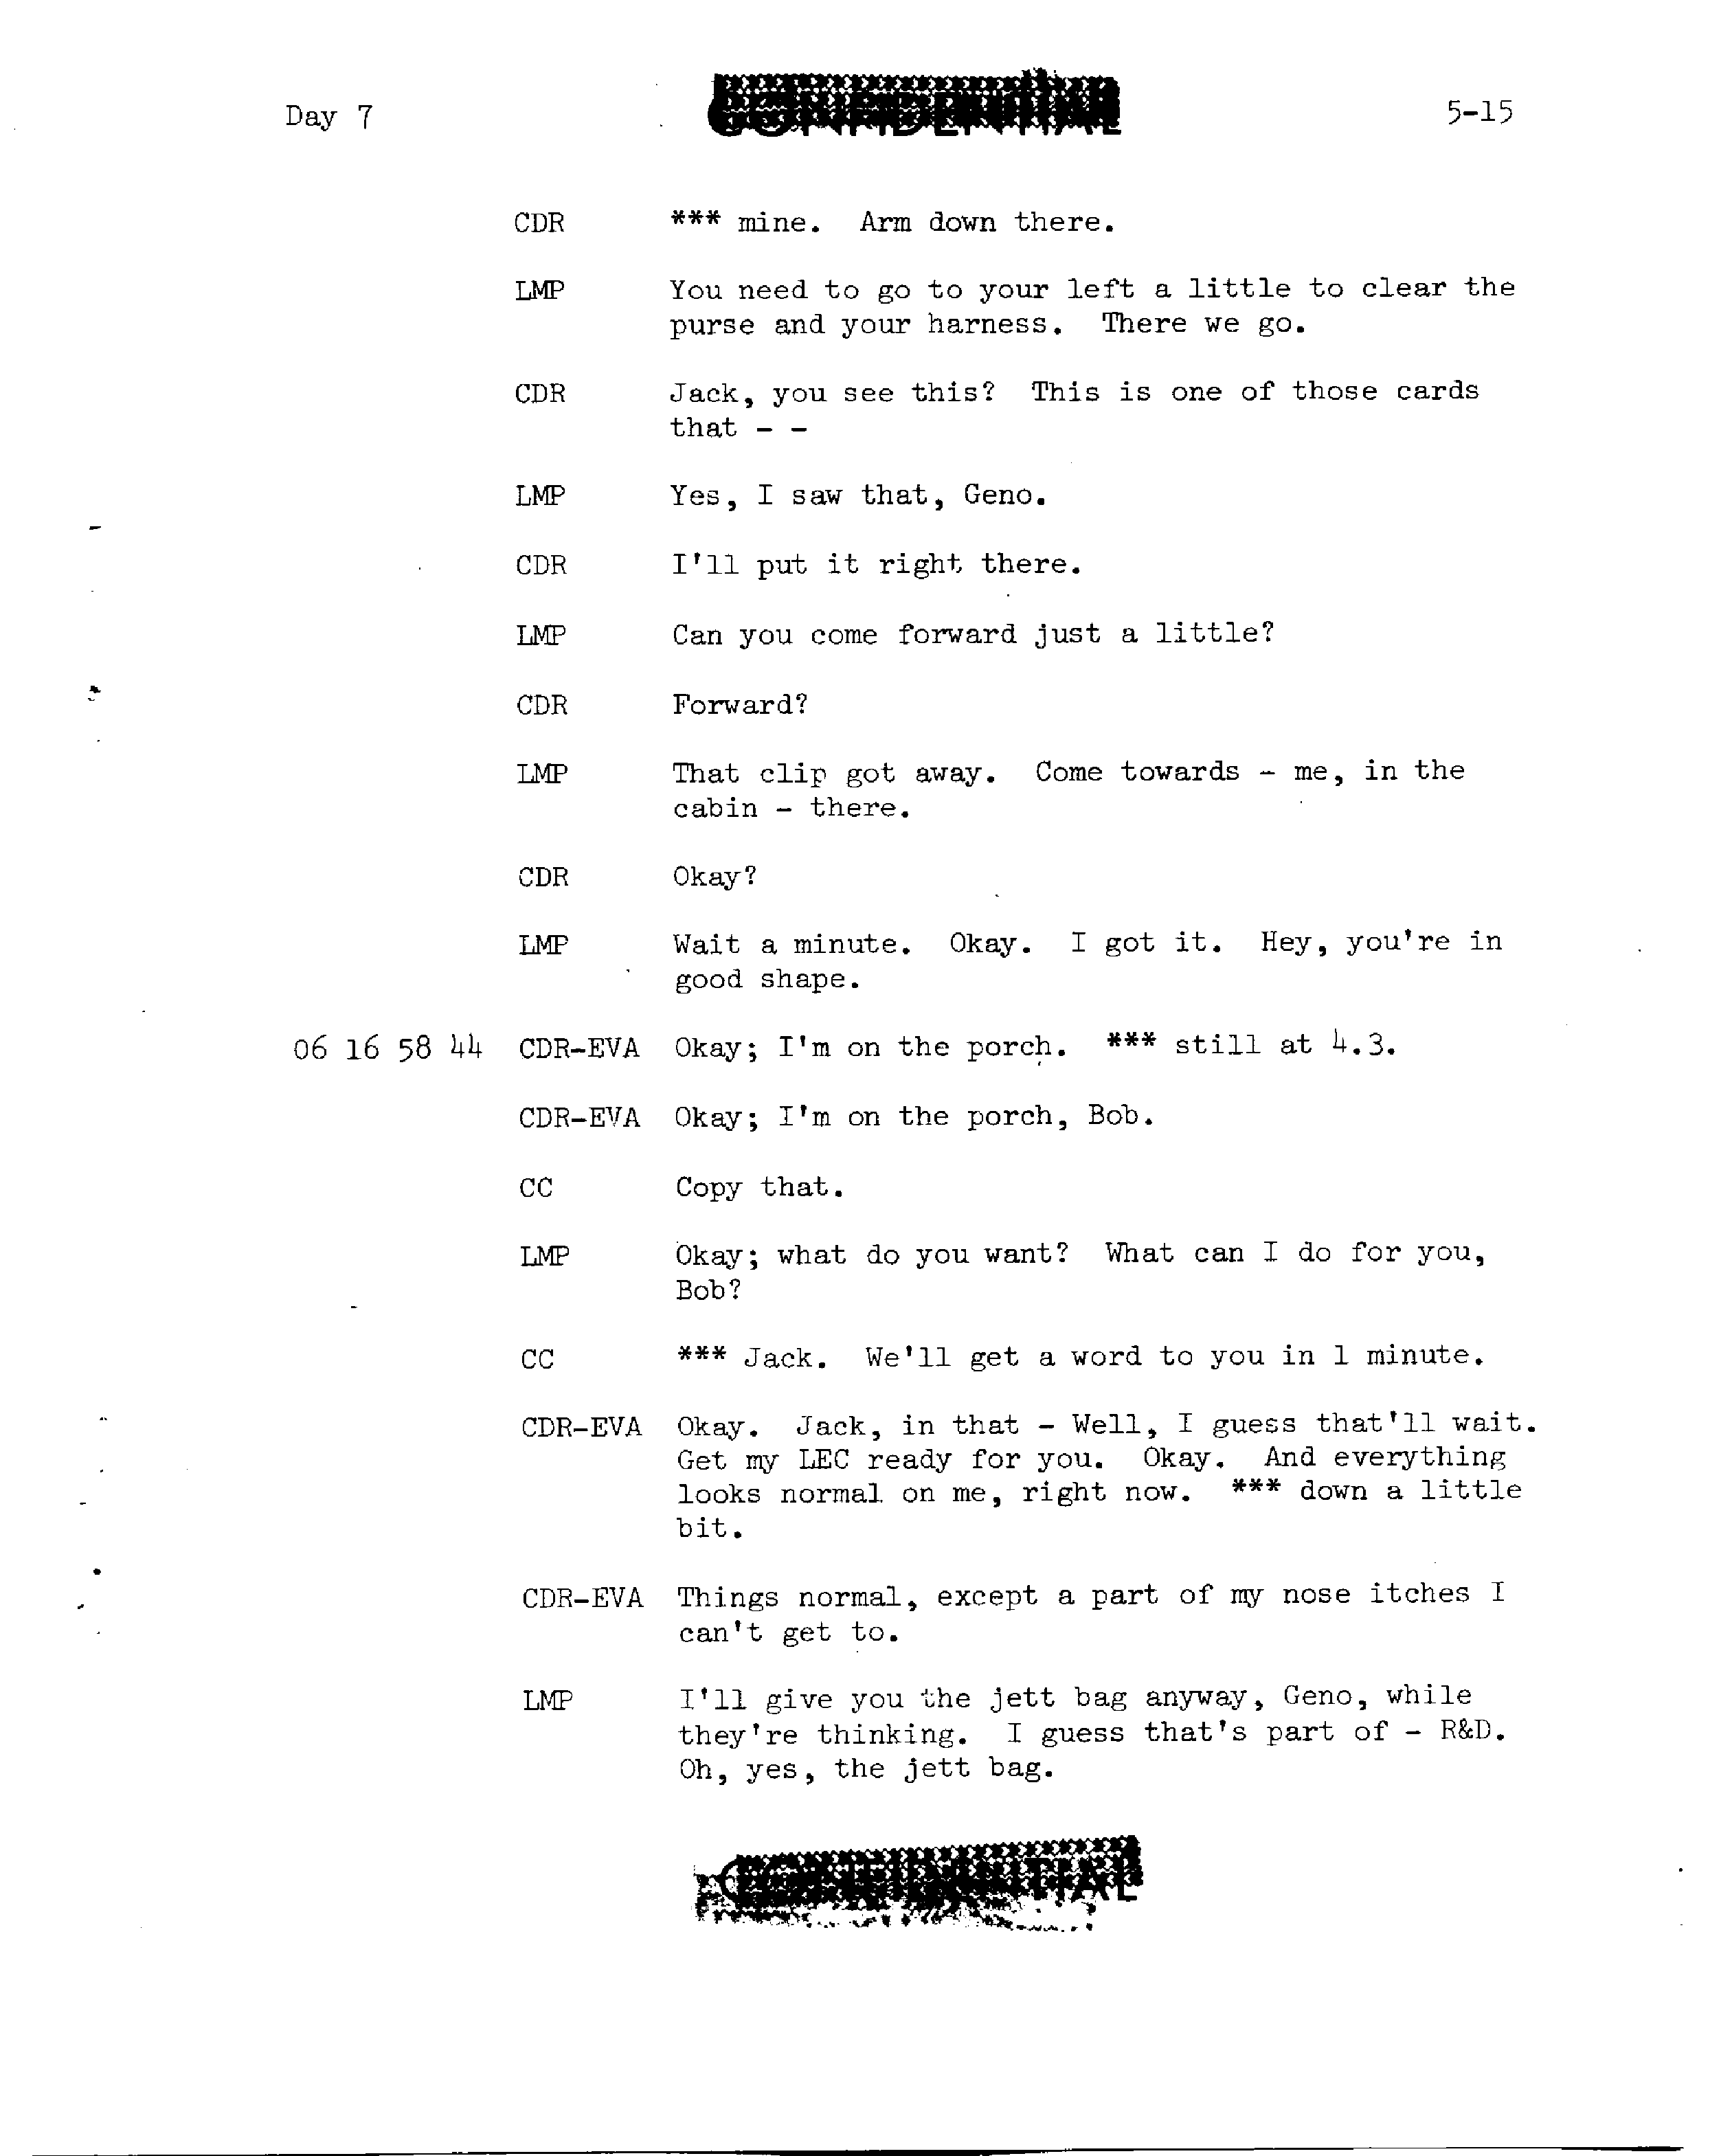 Day 7
CONFIDENTIAL
5-15
CDR *** mine. Arm down there.
LMP You need to go to your left a little to clear the
purse and your harness. There we go.
CDR Jack, you see this? This is one of those cards
that - -
LMP Yes, I saw that, Geno.
CDR I'll put it right there.
LMP Can you come forward just a little?
CDR Forward?
LMP That clip got away. Come towards - me, in the
cabin - there.
CDR Okay?
LMP Wait a minute. Okay. I got it. Hey, you're in
good shape.
06 16 58 44 CDR-EVA Okay; I'm on the porch. *** still at 4.3.
CDR-EVA Okay; I'm on the porch, Bob.
CC Copy that.
LMP Okay; what do you want? What can I do for you,
Bob?
CC *** Jack. We'll get a word to you in 1 minute.
CDR-EVA Okay. Jack, in that - Well, I guess that'll wait.
Get my LEC ready for you. Okay. And everything
looks normal on me, right now. *** down a little
bit.
CDR-EVA Things normal, except a part of my nose itches I
can't get to.
LMP I'll give you the jett bag anyway, Geno, while
they're thinking. I guess that's part of - R&D.
Oh, yes, the jett bag.
CONFIDENTIAL